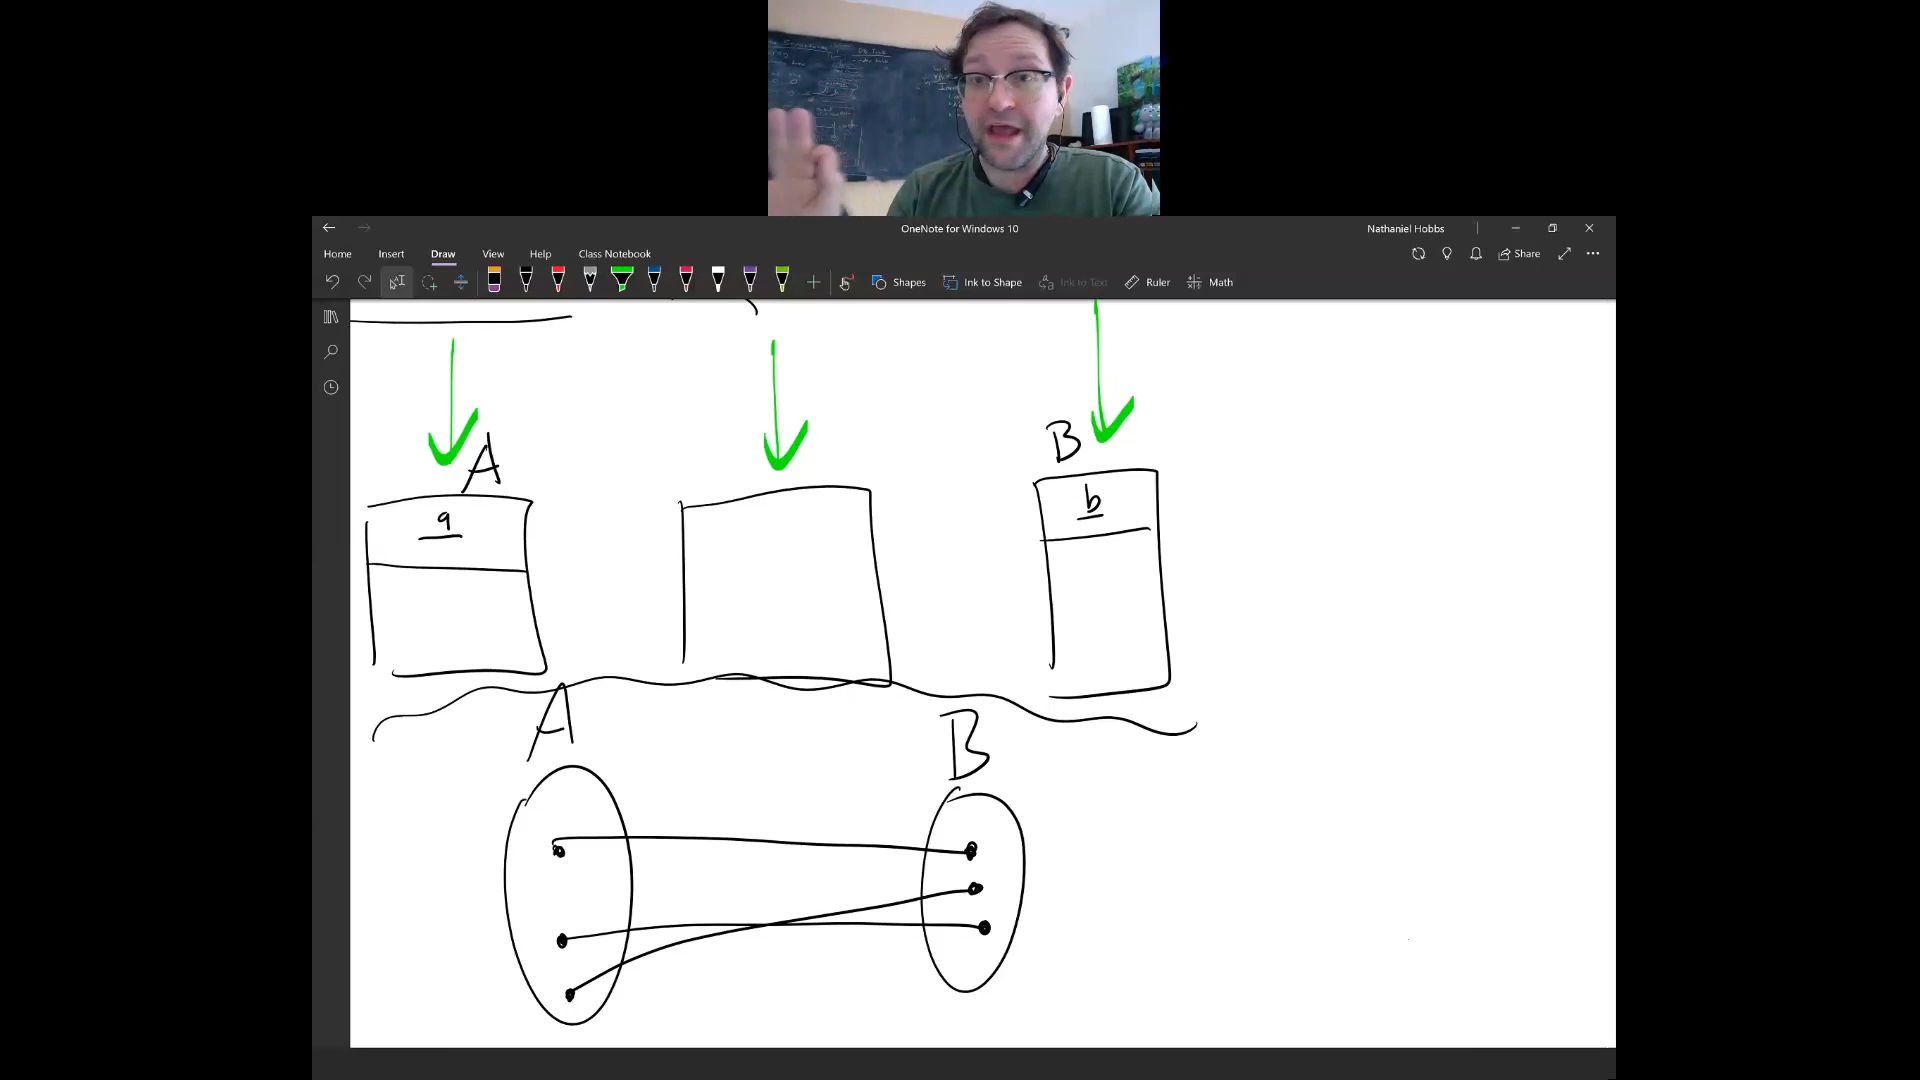 OneNote for Windows 10
Nathaniel Hobbs
Home Insert Draw View Help Class Notebook
Share
Shapes Ink to Shape Ink to Text Ruler Math
A
B
a
b
A
B